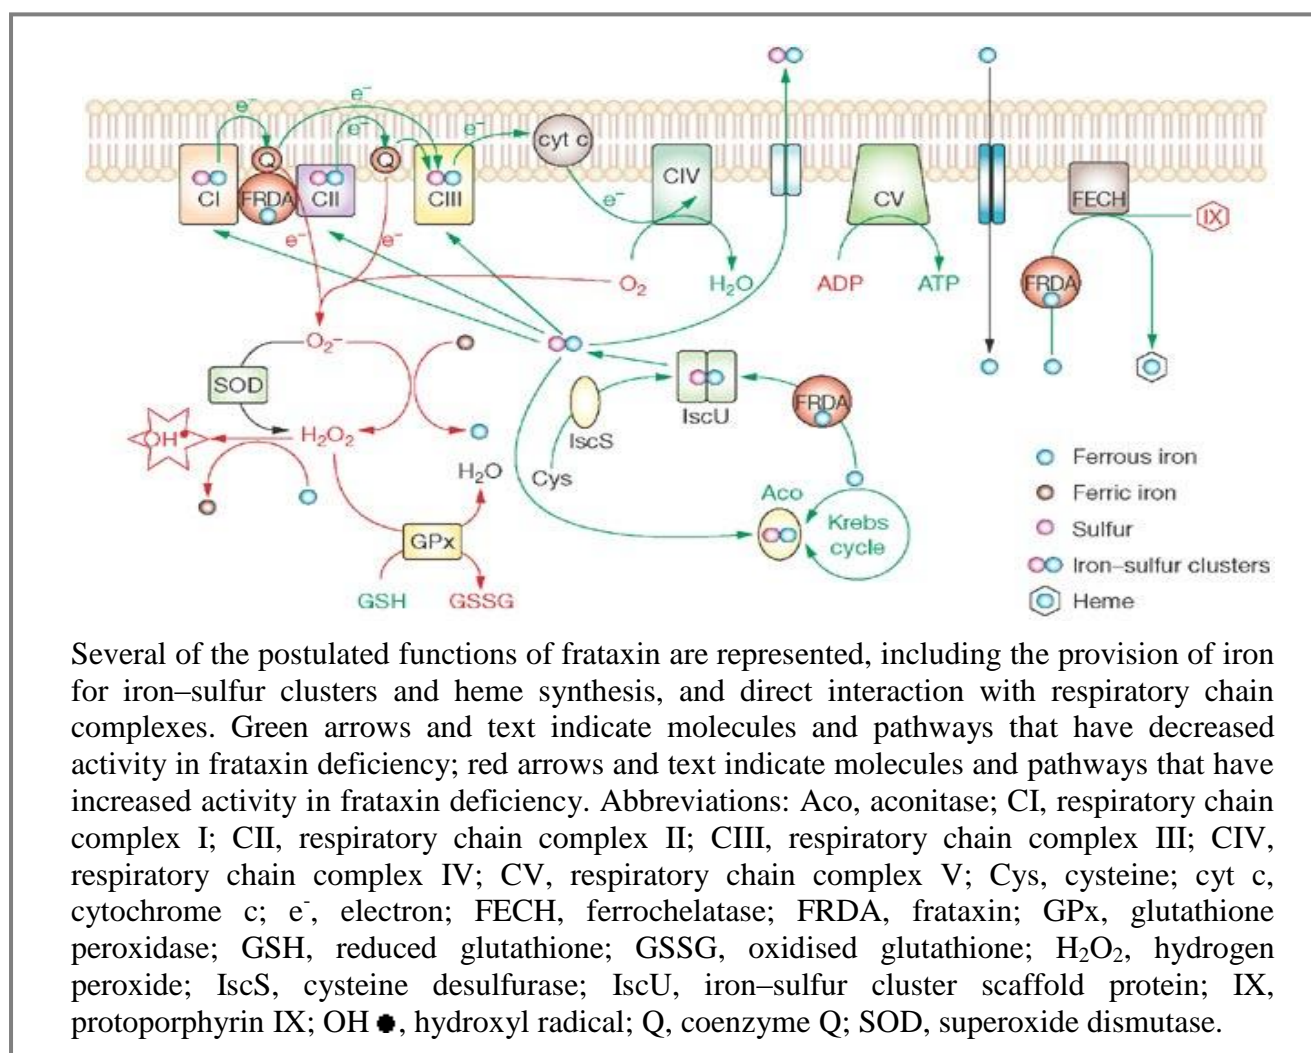 e⁻
e⁻
e⁻
e⁻
cyt c
Q
Q
CI
FRDA
CII
CIII
CIV
CV
FECH
IX
e⁻
e⁻
e⁻
O₂
H₂O
ADP
ATP
FRDA
O₂⁻
SOD
IscU
FRDA
OH•
H₂O₂
IscS
H₂O
Cys
Aco
Krebs
cycle
GPx
GSH
GSSG
Ferrous iron
Ferric iron
Sulfur
Iron–sulfur clusters
Heme
Several of the postulated functions of frataxin are represented, including the provision of iron
for iron–sulfur clusters and heme synthesis, and direct interaction with respiratory chain
complexes. Green arrows and text indicate molecules and pathways that have decreased
activity in frataxin deficiency; red arrows and text indicate molecules and pathways that have
increased activity in frataxin deficiency. Abbreviations: Aco, aconitase; CI, respiratory chain
complex I; CII, respiratory chain complex II; CIII, respiratory chain complex III; CIV,
respiratory chain complex IV; CV, respiratory chain complex V; Cys, cysteine; cyt c,
cytochrome c; e⁻, electron; FECH, ferrochelatase; FRDA, frataxin; GPx, glutathione
peroxidase; GSH, reduced glutathione; GSSG, oxidised glutathione; H₂O₂, hydrogen
peroxide; IscS, cysteine desulfurase; IscU, iron–sulfur cluster scaffold protein; IX,
protoporphyrin IX; OH●, hydroxyl radical; Q, coenzyme Q; SOD, superoxide dismutase.